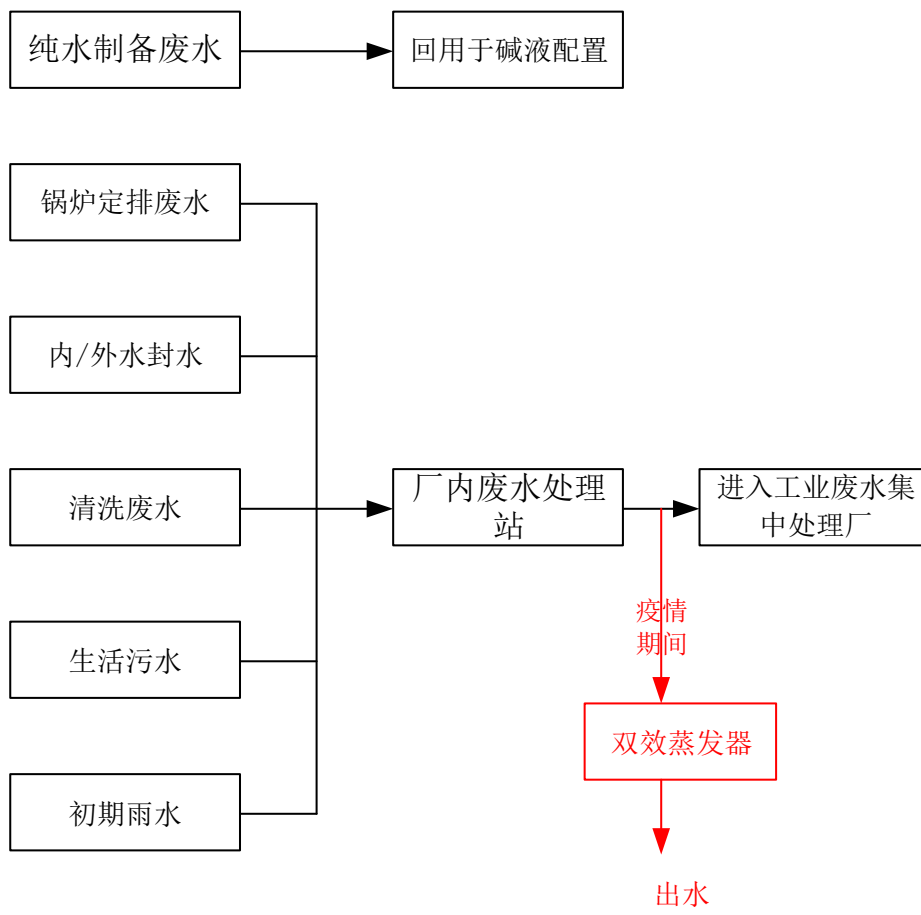 纯水制备废水
回用于碱液配置
锅炉定排废水
内/外水封水
清洗废水
厂内废水处理
站
进入工业废水集
中处理厂
疫情
期间
生活污水
双效蒸发器
初期雨水
出水